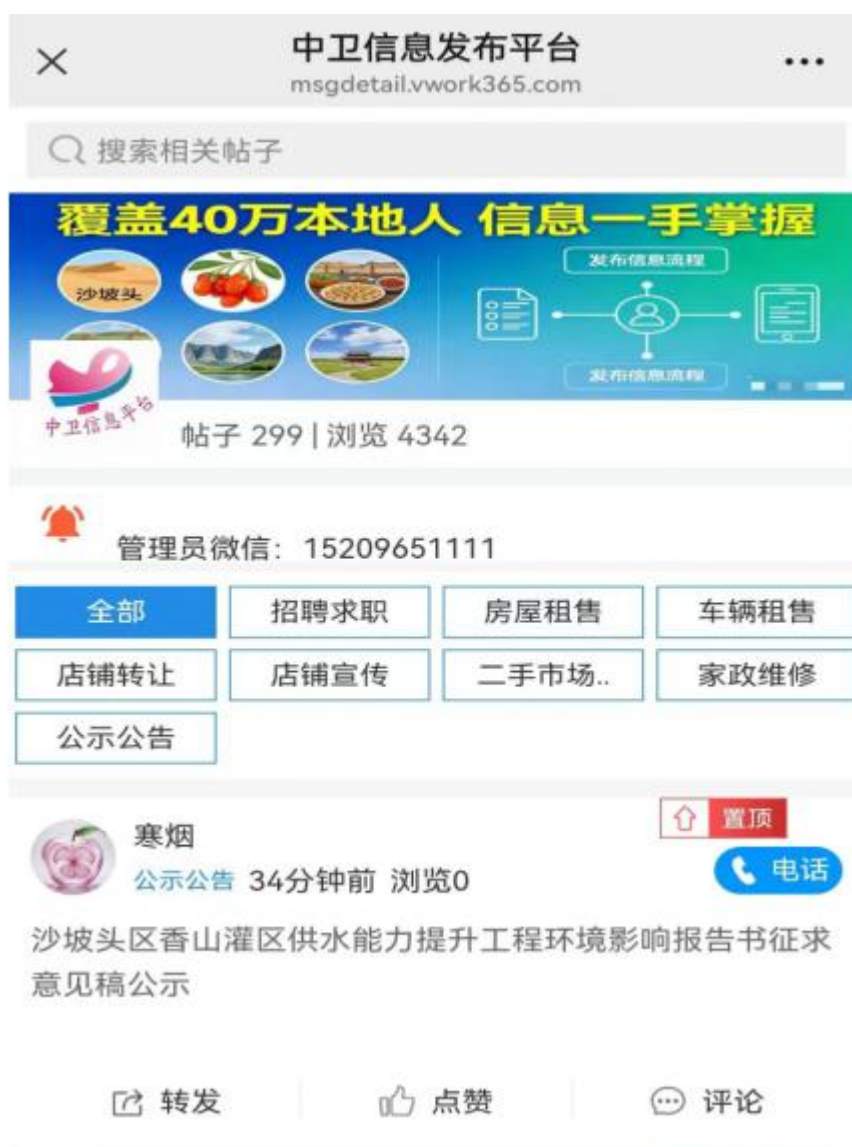 中卫信息发布平台
msgdetail.vwork365.com
搜索相关帖子
覆盖40万本地人 信息一手掌握
发布信息流程
沙坡头
发布信息流程
中卫信息平台
帖子 299 | 浏览 4342
管理员微信: 15209651111
全部 招聘求职 房屋租售 车辆租售
店铺转让 店铺宣传 二手市场.. 家政维修
公示公告
置顶
寒烟
公示公告 34分钟前 浏览0 电话
沙坡头区香山灌区供水能力提升工程环境影响报告书征求
意见稿公示
转发 点赞 评论